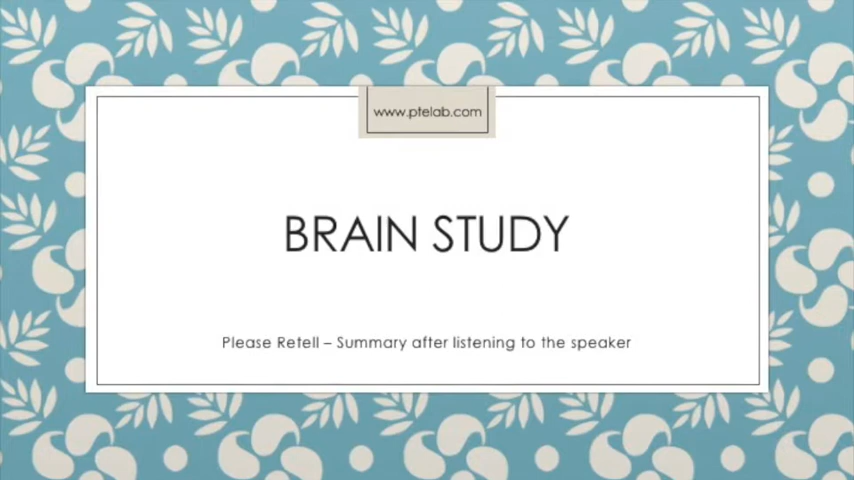 www.ptelab.com
BRAIN STUDY
Please Retell – Summary after listening to the speaker